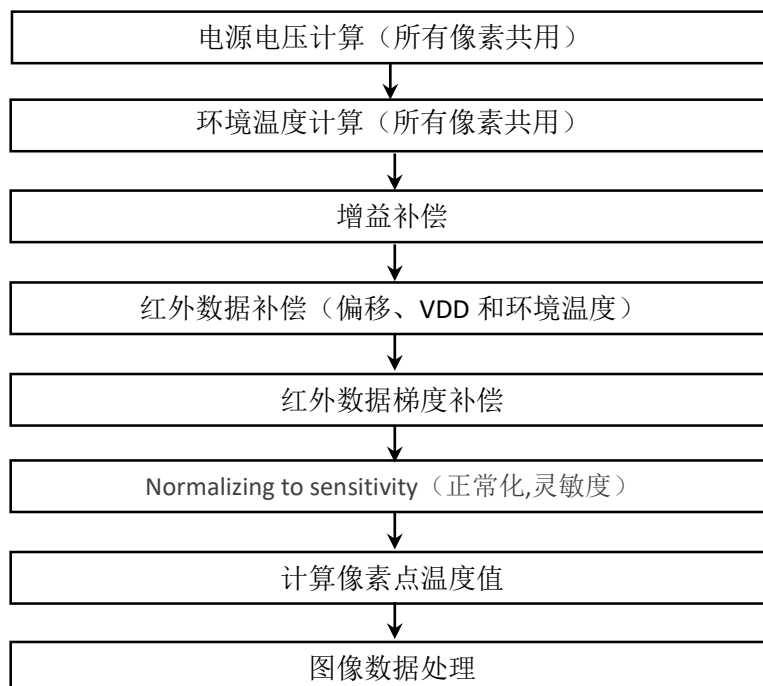 电源电压计算（所有像素共用）
环境温度计算（所有像素共用）
增益补偿
红外数据补偿（偏移、VDD 和环境温度）
红外数据梯度补偿
Normalizing to sensitivity（正常化,灵敏度）
计算像素点温度值
图像数据处理